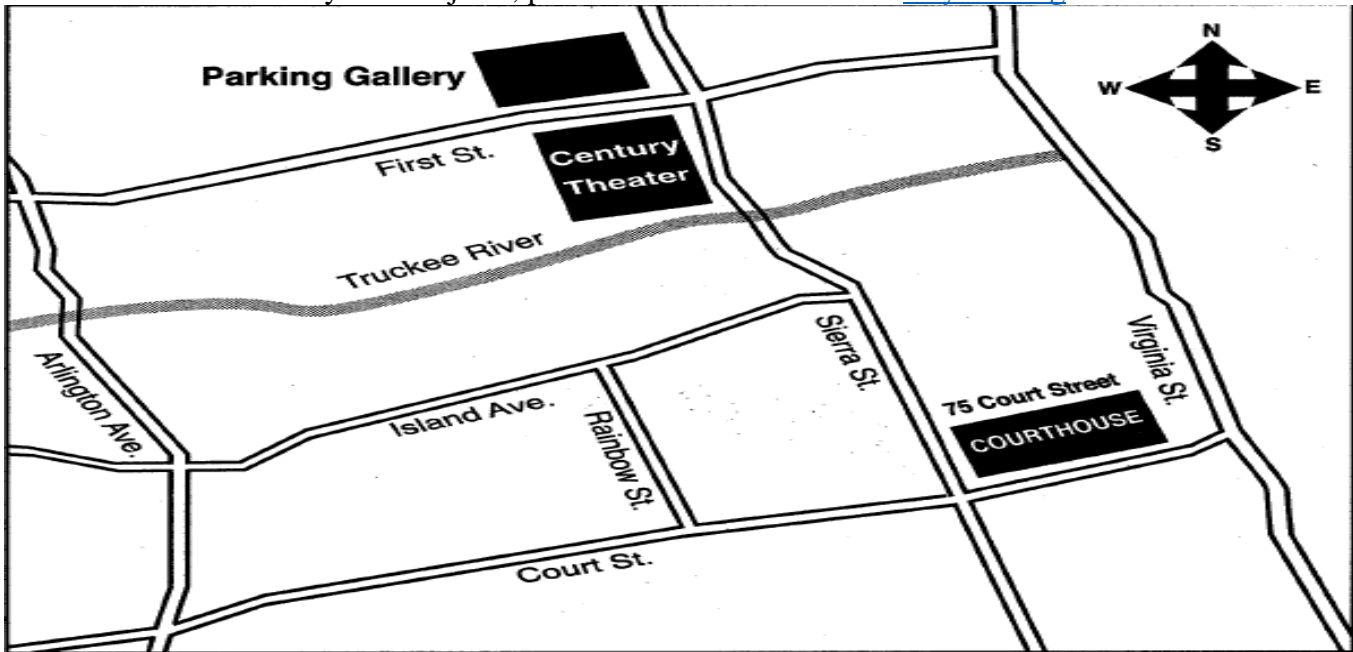 N
Parking Gallery
W
E
S
First St.
Century
Theater
Truckee River
Arlington Ave.
Sierra St.
Virginia St.
Island Ave.
75 Court Street
COURTHOUSE
Rainbow St.
Court St.